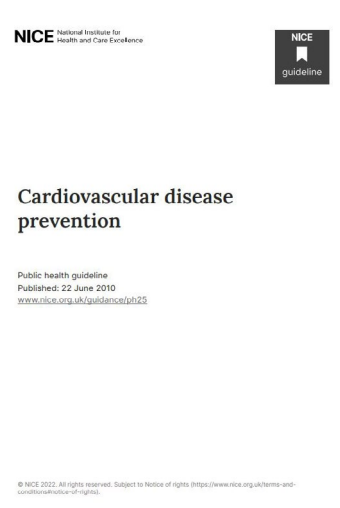 NICE National Institute for
Health and Care Excellence
NICE
guideline
Cardiovascular disease
prevention
Public health guideline
Published: 22 June 2010
www.nice.org.uk/guidance/ph25
© NICE 2022. All rights reserved. Subject to Notice of rights (https://www.nice.org.uk/terms-and-
conditions#notice-of-rights).